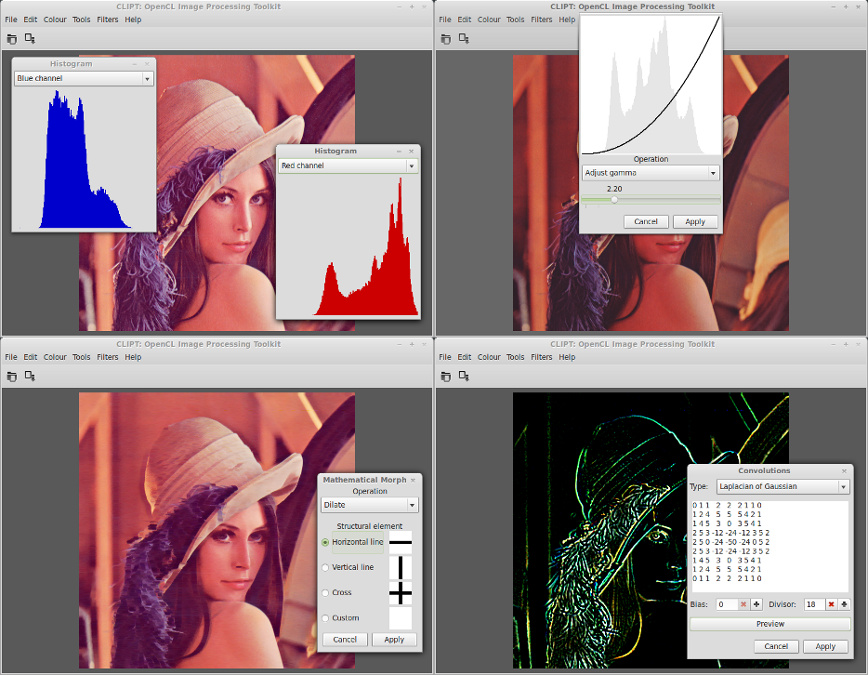 CLIPT: OpenCL Image Processing Toolkit
File Edit Colour Tools Filters Help
Histogram
Blue channel
Histogram
Red channel
CLIPT: OpenCL Image Processing Toolkit
File Edit Colour Tools Filters Help
Operation
Adjust gamma
2.20
Cancel Apply
CLIPT: OpenCL Image Processing Toolkit
File Edit Colour Tools Filters Help
Mathematical Morph
Operation
Dilate
Structural element
Horizontal line
Vertical line
Cross
Custom
Cancel Apply
CLIPT: OpenCL Image Processing Toolkit
File Edit Colour Tools Filters Help
Convolutions
Type: Laplacian of Gaussian
0 1 1 2 2 2 1 1 0
1 2 4 5 5 5 4 2 1
1 4 5 3 0 3 5 4 1
2 5 3 -12 -24 -12 3 5 2
2 5 0 -24 -50 -24 0 5 2
2 5 3 -12 -24 -12 3 5 2
1 4 5 3 0 3 5 4 1
1 2 4 5 5 5 4 2 1
0 1 1 2 2 2 1 1 0
Bias: 0 Divisor: 18
Preview
Cancel Apply